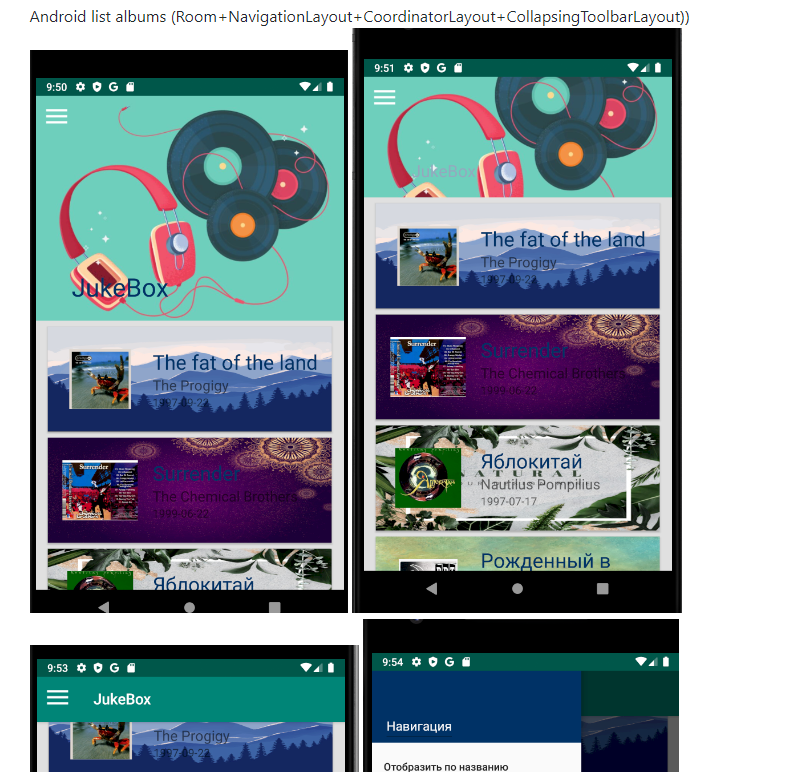 Android list albums (Room+NavigationLayout+CoordinatorLayout+CollapsingToolbarLayout))
9:50
JukeBox
The fat of the land
The Progigy
1997-09-22
Surrender
Surrender
The Chemical Brothers
1999-06-22
Яблокитай
9:51
JukeBox
The fat of the land
The Progigy
1997-09-22
Surrender
Surrender
The Chemical Brothers
1999-06-22
NATURAL
Яблокитай
Nautilus Pompilius
1997-07-17
Рожденный в
9:53
JukeBox
The Progigy
1997-09-22
9:54
Навигация
Отобразить по названию